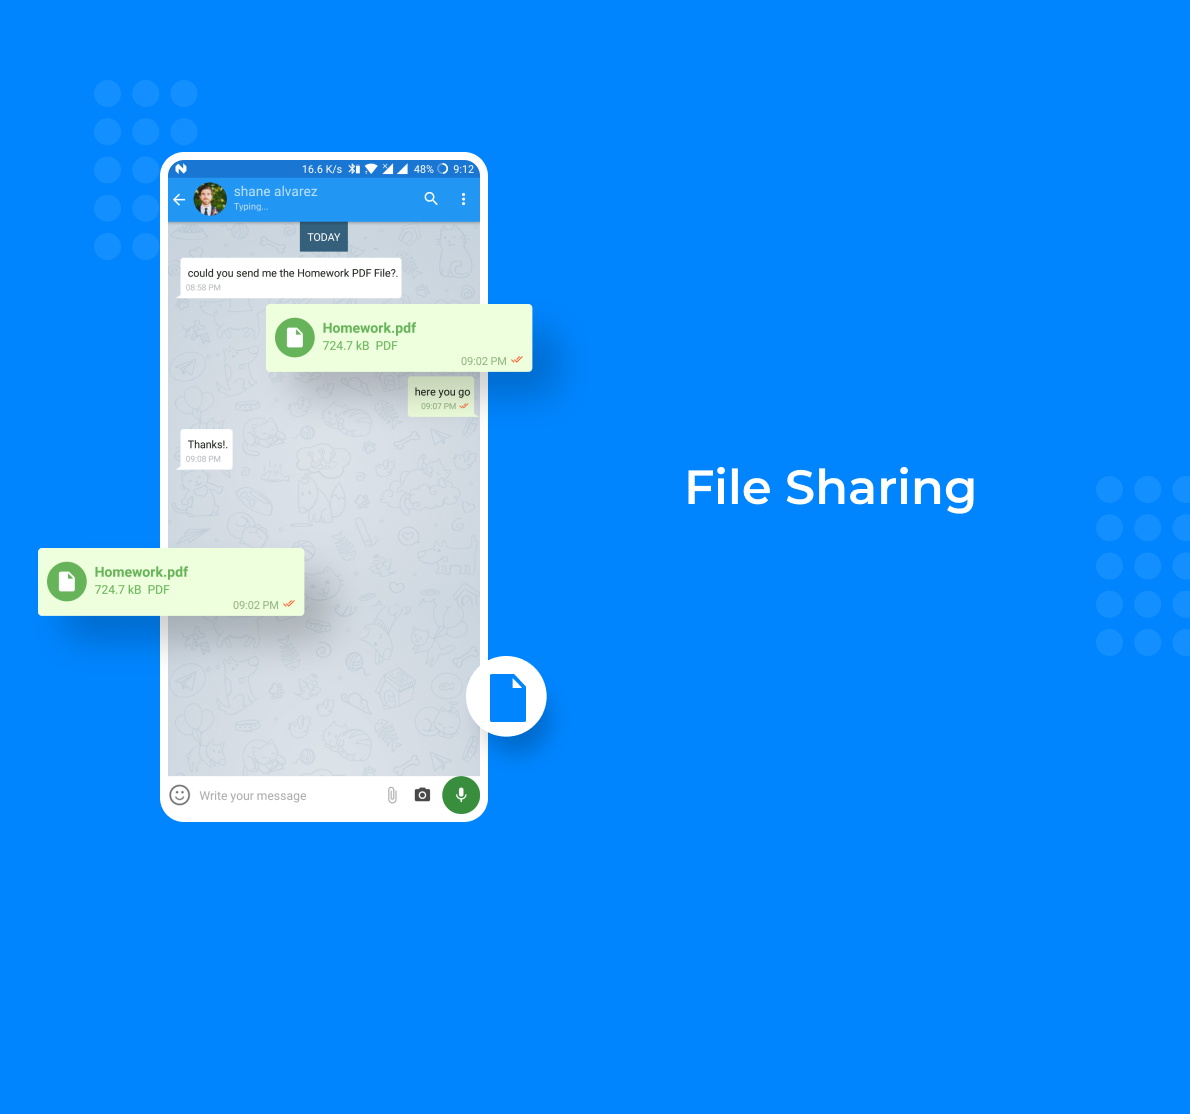 16.6 K/s 48% 9:12
shane alvarez
Typing...
TODAY
could you send me the Homework PDF File?.
08:58 PM
Homework.pdf
724.7 kB PDF
09:02 PM
here you go
09:07 PM
Thanks!.
09:08 PM
File Sharing
Homework.pdf
724.7 kB PDF
09:02 PM
Write your message